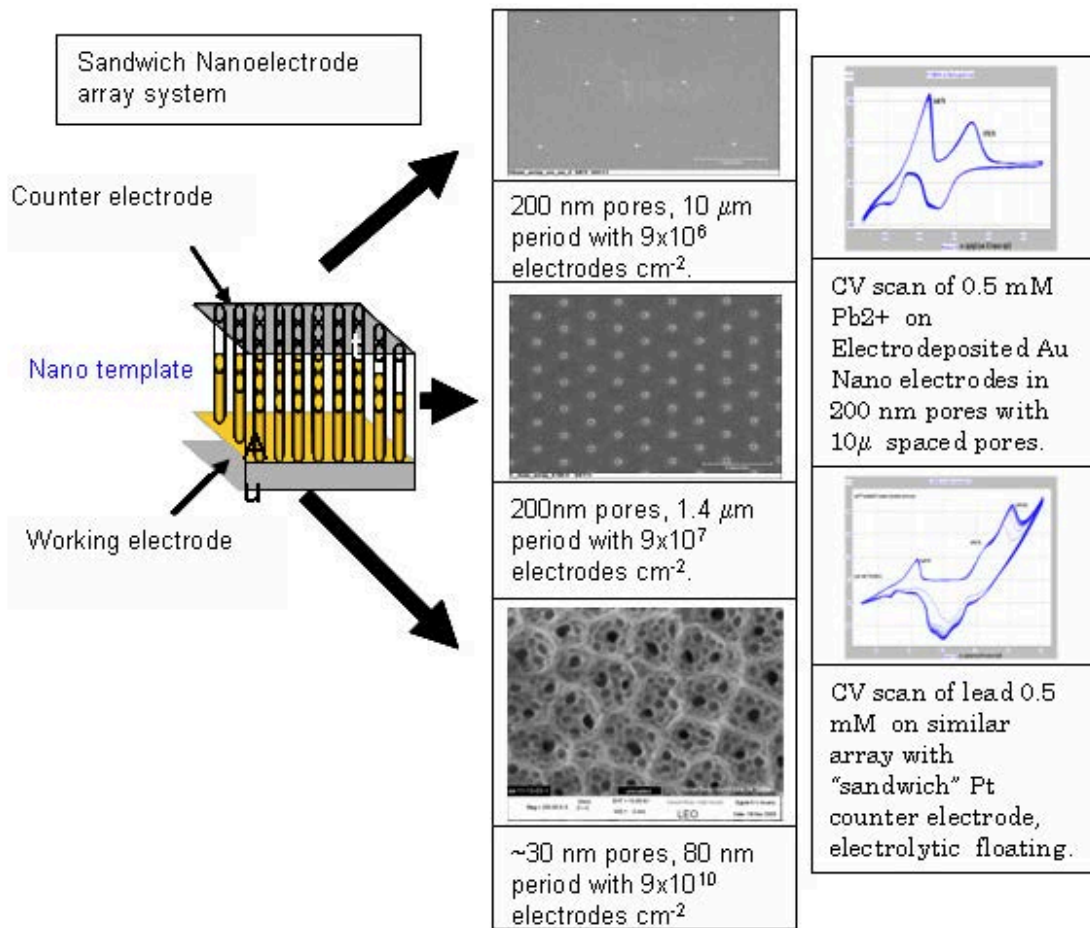 Sandwich Nanoelectrode
array system
Counter electrode
Nano template
t
A
u
Working electrode
200 nm pores, 10 μm
period with 9x10⁶
electrodes cm⁻².
200nm pores, 1.4 μm
period with 9x10⁷
electrodes cm⁻².
LEO
~30 nm pores, 80 nm
period with 9x10¹⁰
electrodes cm⁻²
CV scan of 0.5 mM
Pb2+ on
Electrodeposited Au
Nano electrodes in
200 nm pores with
10μ spaced pores.
CV scan of lead 0.5
mM on similar
array with
"sandwich" Pt
counter electrode,
electrolytic floating.